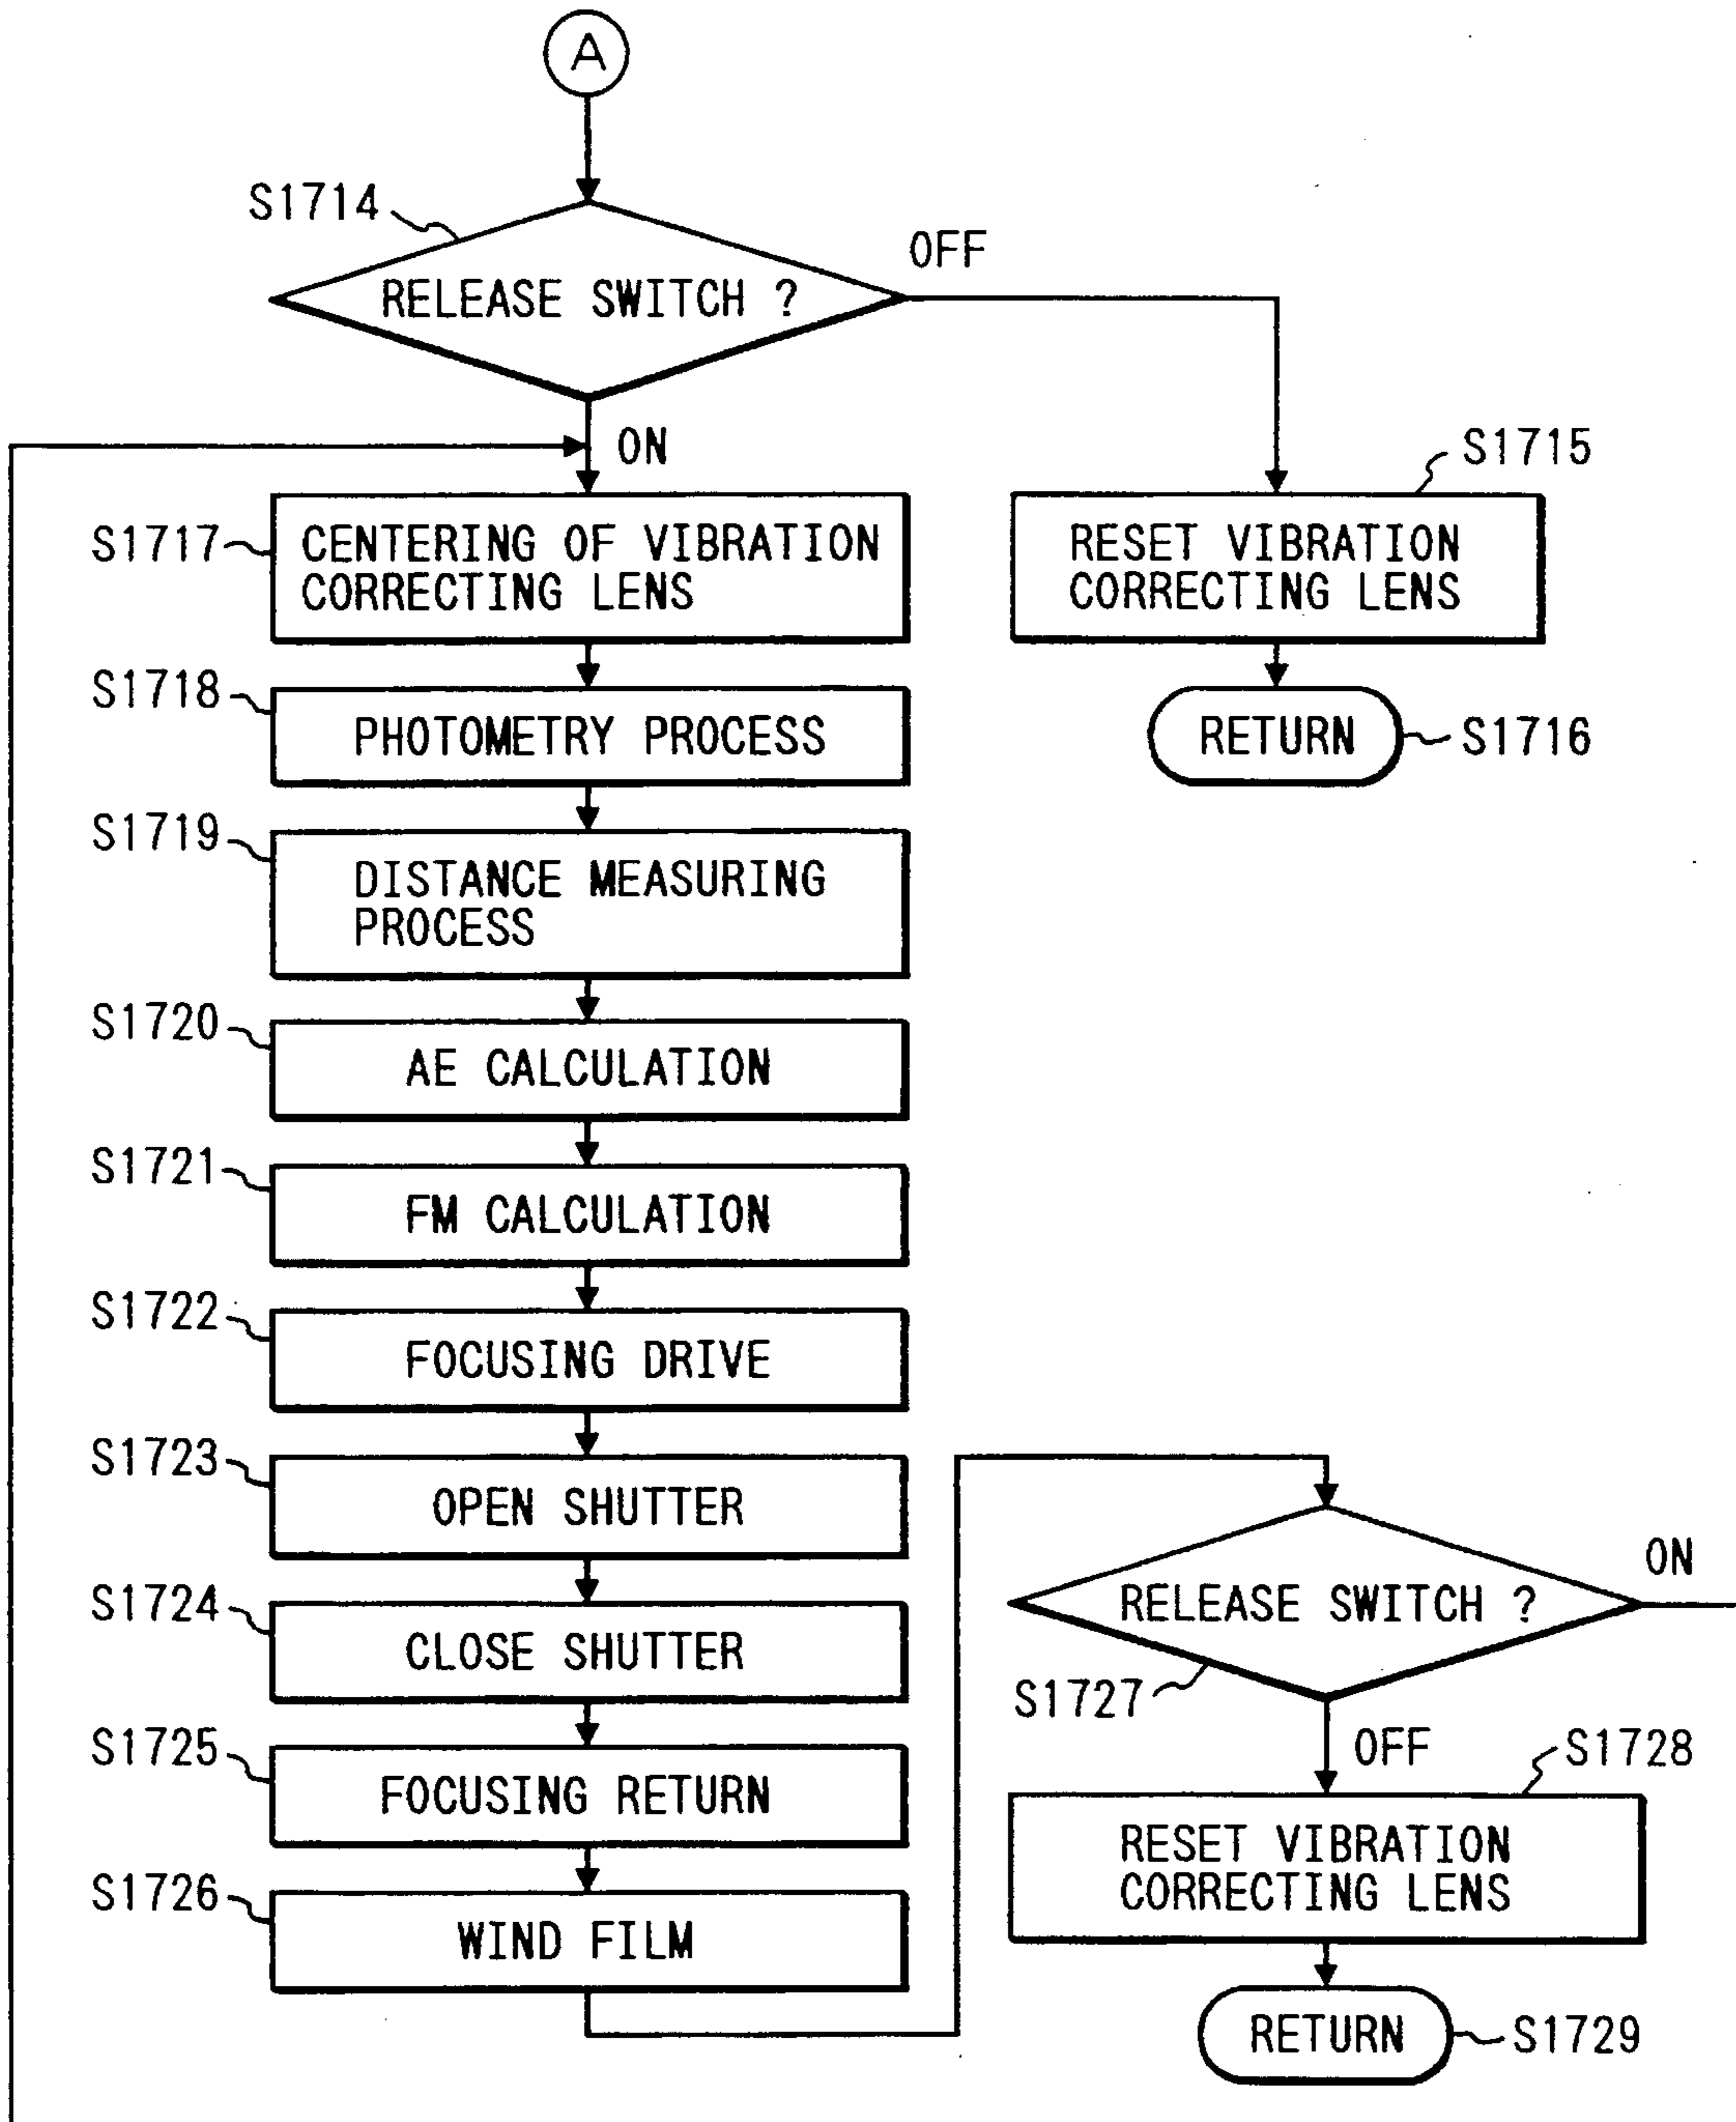 A
S1714
RELEASE SWITCH ?
OFF
ON
S1715
RESET VIBRATION
CORRECTING LENS
RETURN
S1716
S1717
CENTERING OF VIBRATION
CORRECTING LENS
S1718
PHOTOMETRY PROCESS
S1719
DISTANCE MEASURING
PROCESS
S1720
AE CALCULATION
S1721
FM CALCULATION
S1722
FOCUSING DRIVE
S1723
OPEN SHUTTER
S1724
CLOSE SHUTTER
S1725
FOCUSING RETURN
S1726
WIND FILM
RELEASE SWITCH ?
ON
S1727
OFF
S1728
RESET VIBRATION
CORRECTING LENS
RETURN
S1729